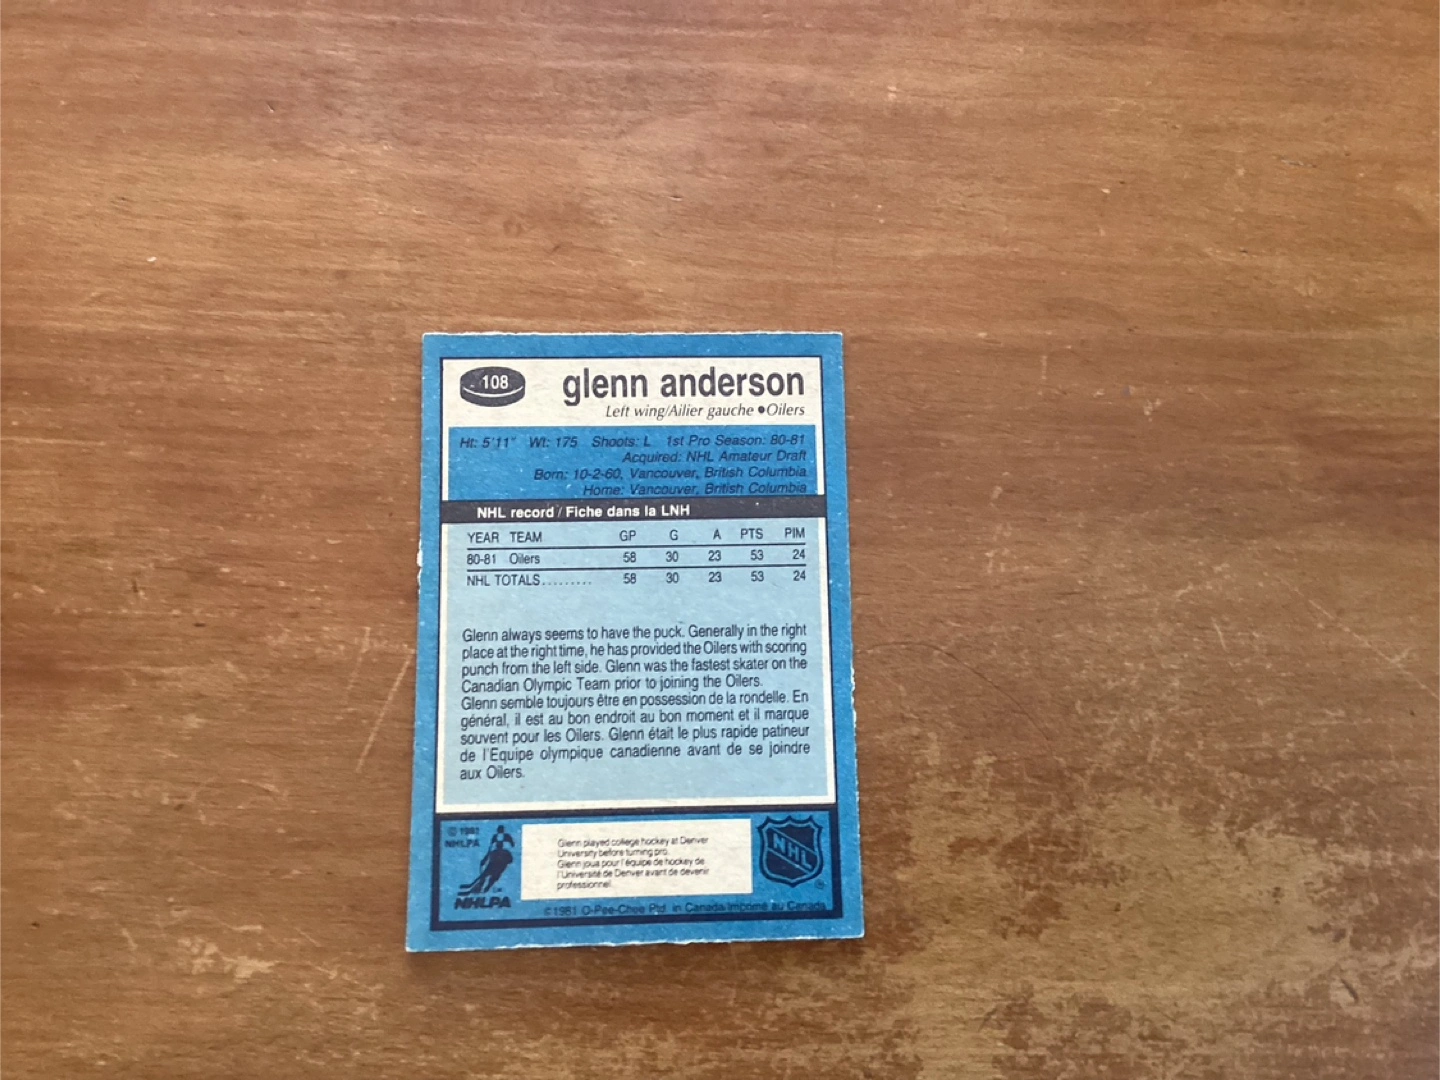 108
glenn anderson
Left wing/Ailier gauche ● Oilers
Ht: 5'11" Wt: 175 Shoots: L 1st Pro Season: 80-81
Acquired: NHL Amateur Draft
Born: 10-2-60, Vancouver, British Columbia
Home: Vancouver, British Columbia
NHL record / Fiche dans la LNH
YEAR TEAM GP G A PTS PIM
80-81 Oilers 58 30 23 53 24
NHL TOTALS......... 58 30 23 53 24
Glenn always seems to have the puck. Generally in the right
place at the right time, he has provided the Oilers with scoring
punch from the left side. Glenn was the fastest skater on the
Canadian Olympic Team prior to joining the Oilers.
Glenn semble toujours être en possession de la rondelle. En
général, il est au bon endroit au bon moment et il marque
souvent pour les Oilers. Glenn était le plus rapide patineur
de l'Equipe olympique canadienne avant de se joindre
aux Oilers.
© 1981
NHLPA
NHLPA
Glenn played college hockey at Denver
University before turning pro.
Glenn joua pour l'équipe de hockey de
l'Université de Denver avant de devenir
professionnel.
NHL
®
©1981 O-Pee-Chee Ptd. in Canada/Imprimé au Canada